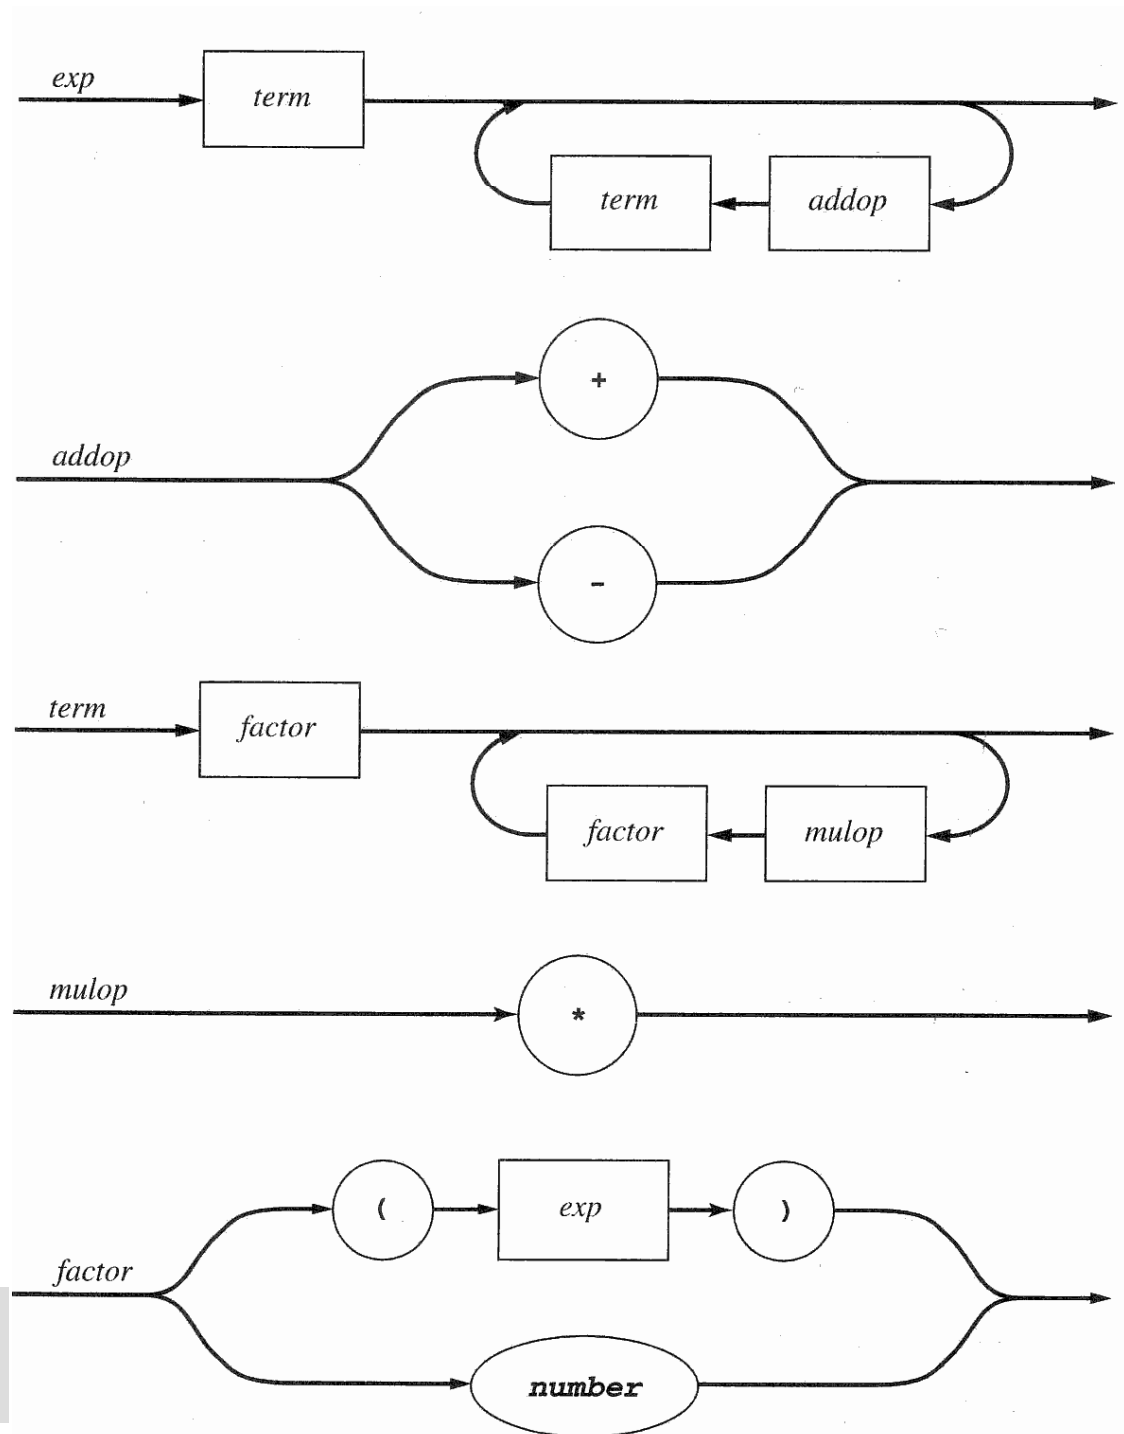 exp
term
term
addop
+
addop
-
term
factor
factor
mulop
mulop
*
(
exp
)
factor
number